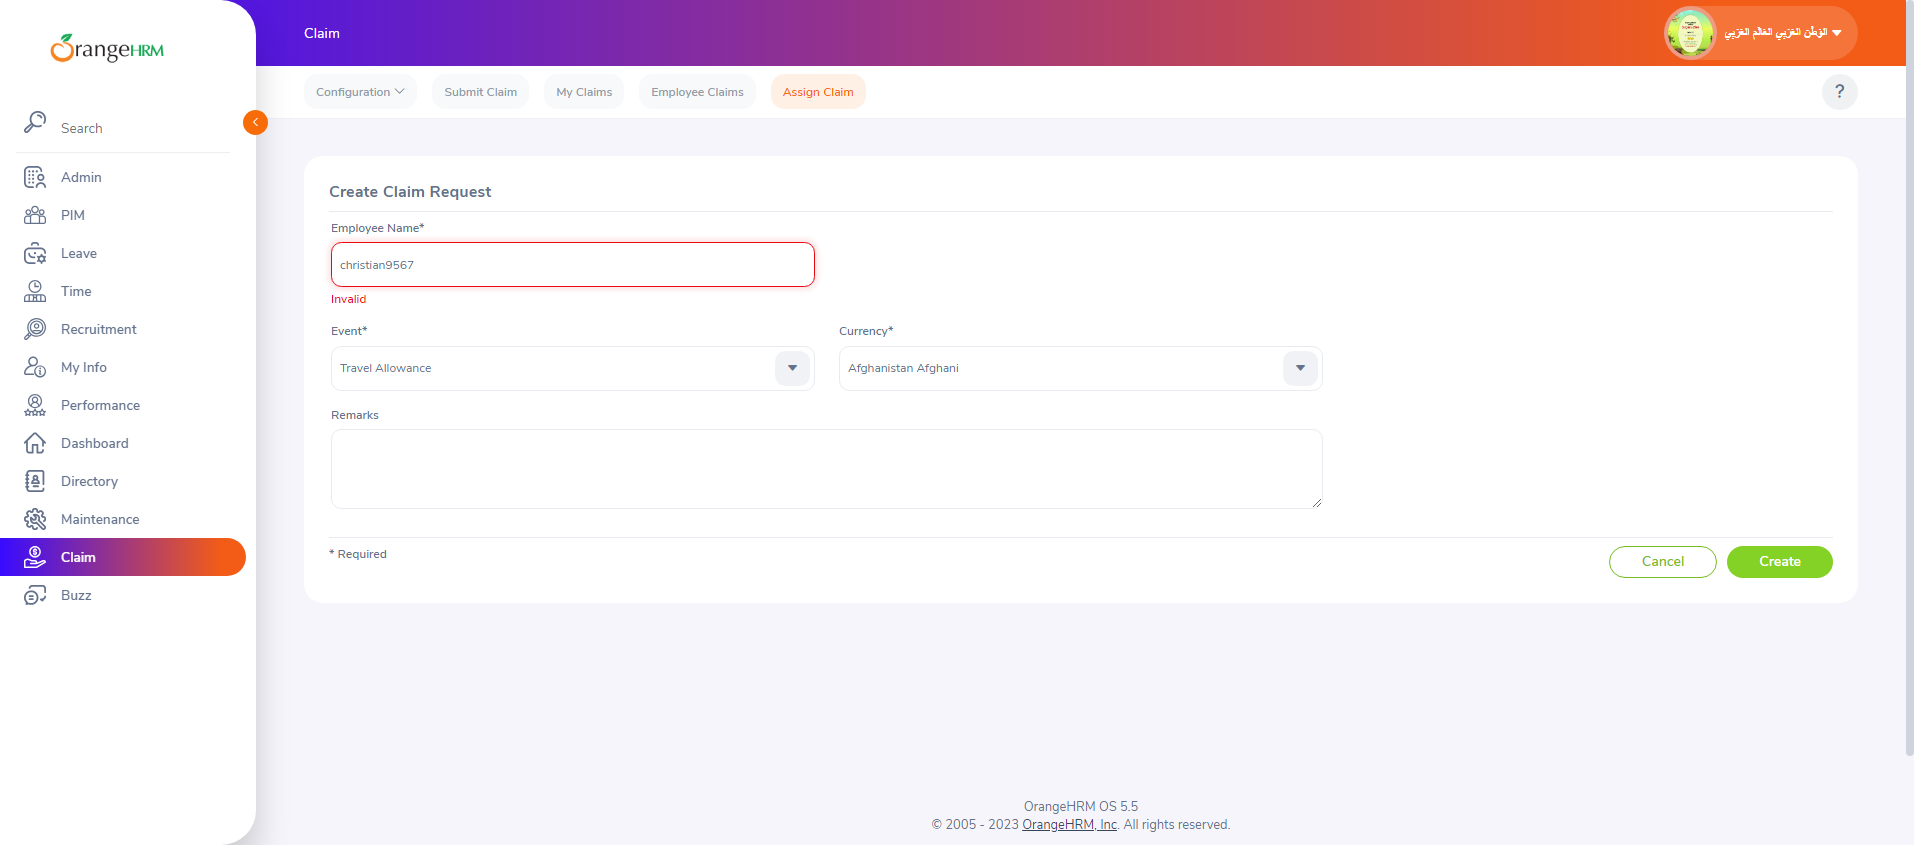 OrangeHRM
Claim
الوطن العربي العالم العربي
Configuration
Submit Claim
My Claims
Employee Claims
Assign Claim
?
Search
Admin
PIM
Leave
Time
Recruitment
My Info
Performance
Dashboard
Directory
Maintenance
Claim
Buzz
Create Claim Request
Employee Name*
christian9567
Invalid
Event*
Currency*
Travel Allowance
Afghanistan Afghani
Remarks
* Required
Cancel
Create
OrangeHRM OS 5.5
© 2005 - 2023 OrangeHRM, Inc. All rights reserved.